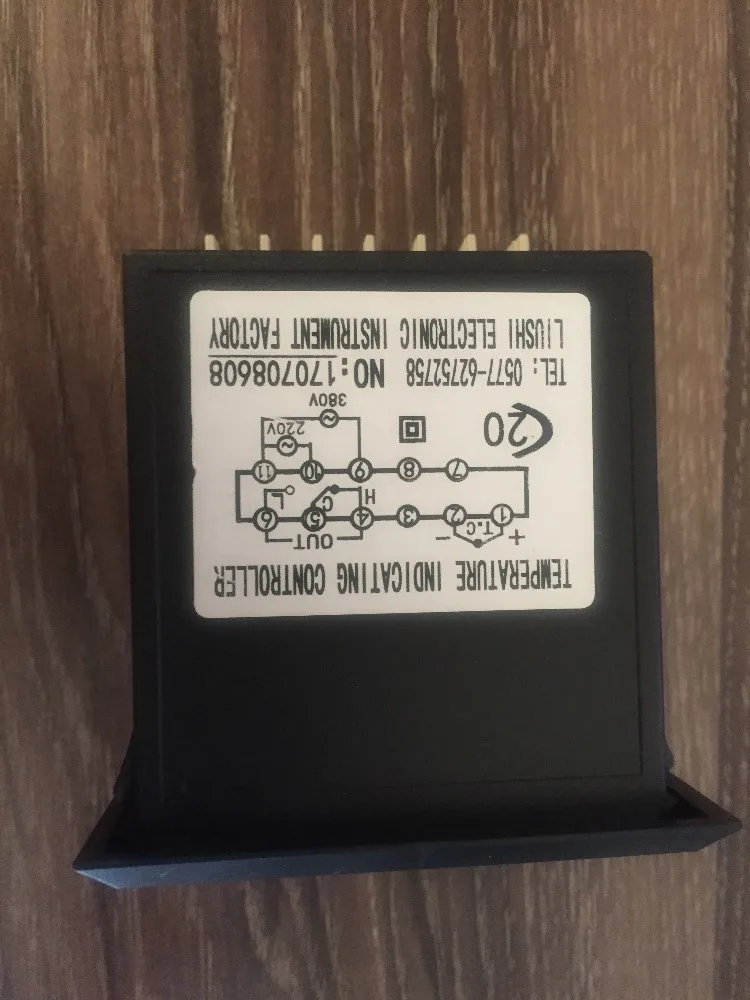 TEMPERATURE INDICATING CONTROLLER
+ T.C - OUT
1 2 3 4 5 6
H C L
7 8 9 10 11
220V
380V
20
TEL: 0577-62752758 NO:170708608
LIUSHI ELECTRONIC INSTRUMENT FACTORY